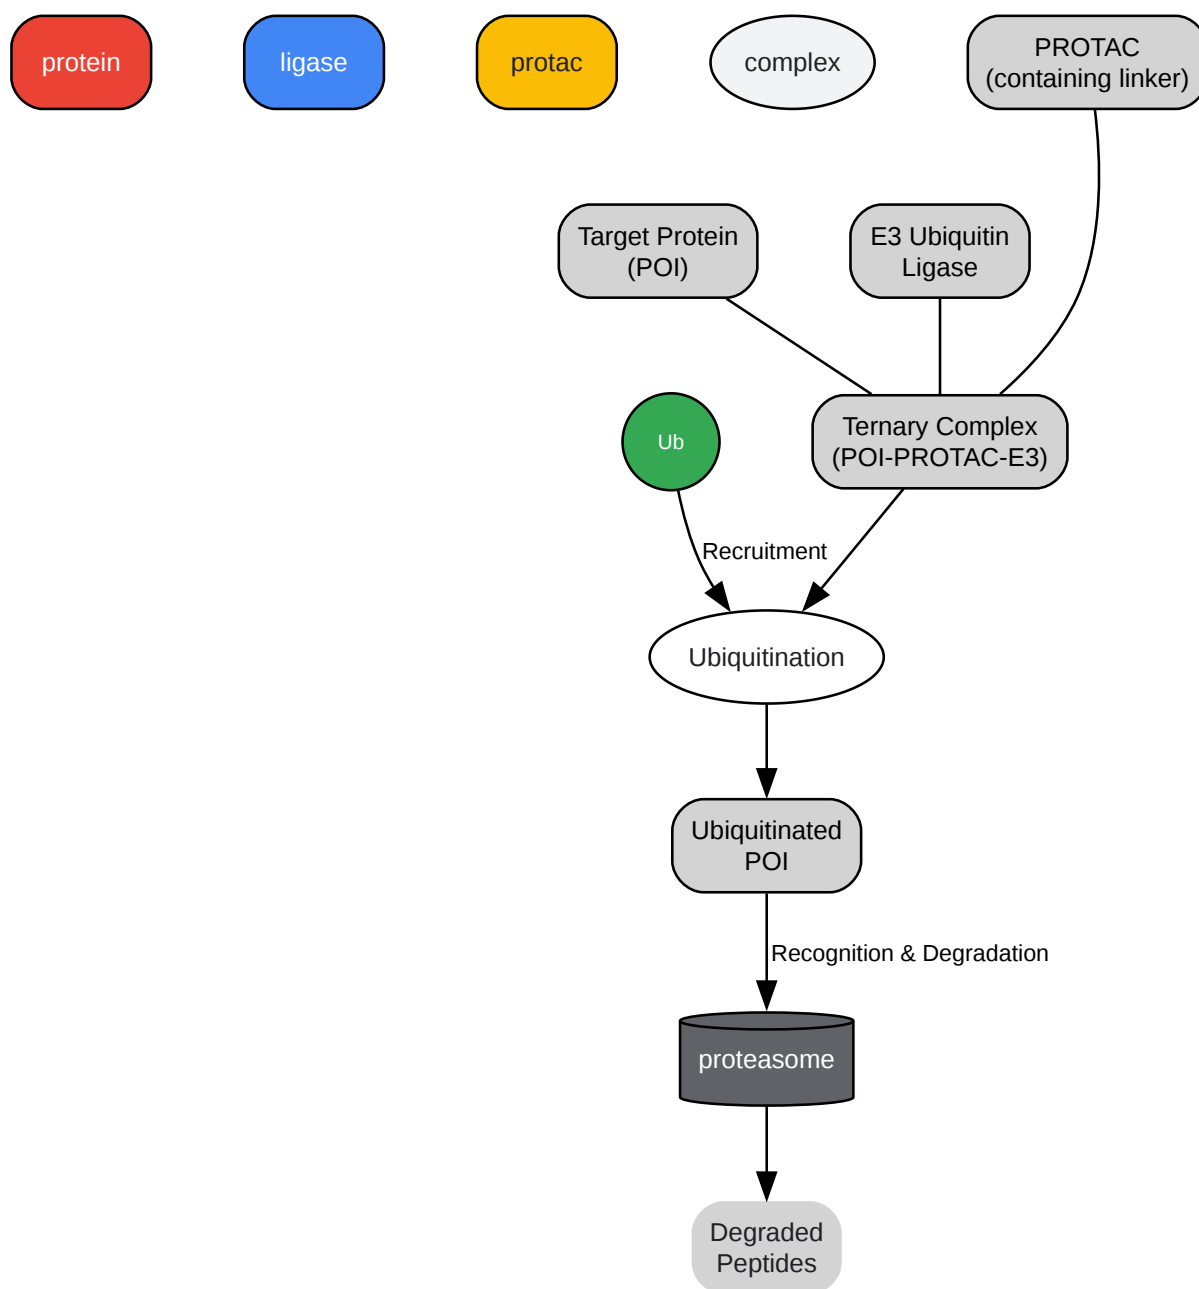 protein
ligase
protac
complex
PROTAC
(containing linker)
Target Protein
(POI)
E3 Ubiquitin
Ligase
Ub
Ternary Complex
(POI-PROTAC-E3)
Recruitment
Ubiquitination
Ubiquitinated
POI
Recognition & Degradation
proteasome
Degraded
Peptides